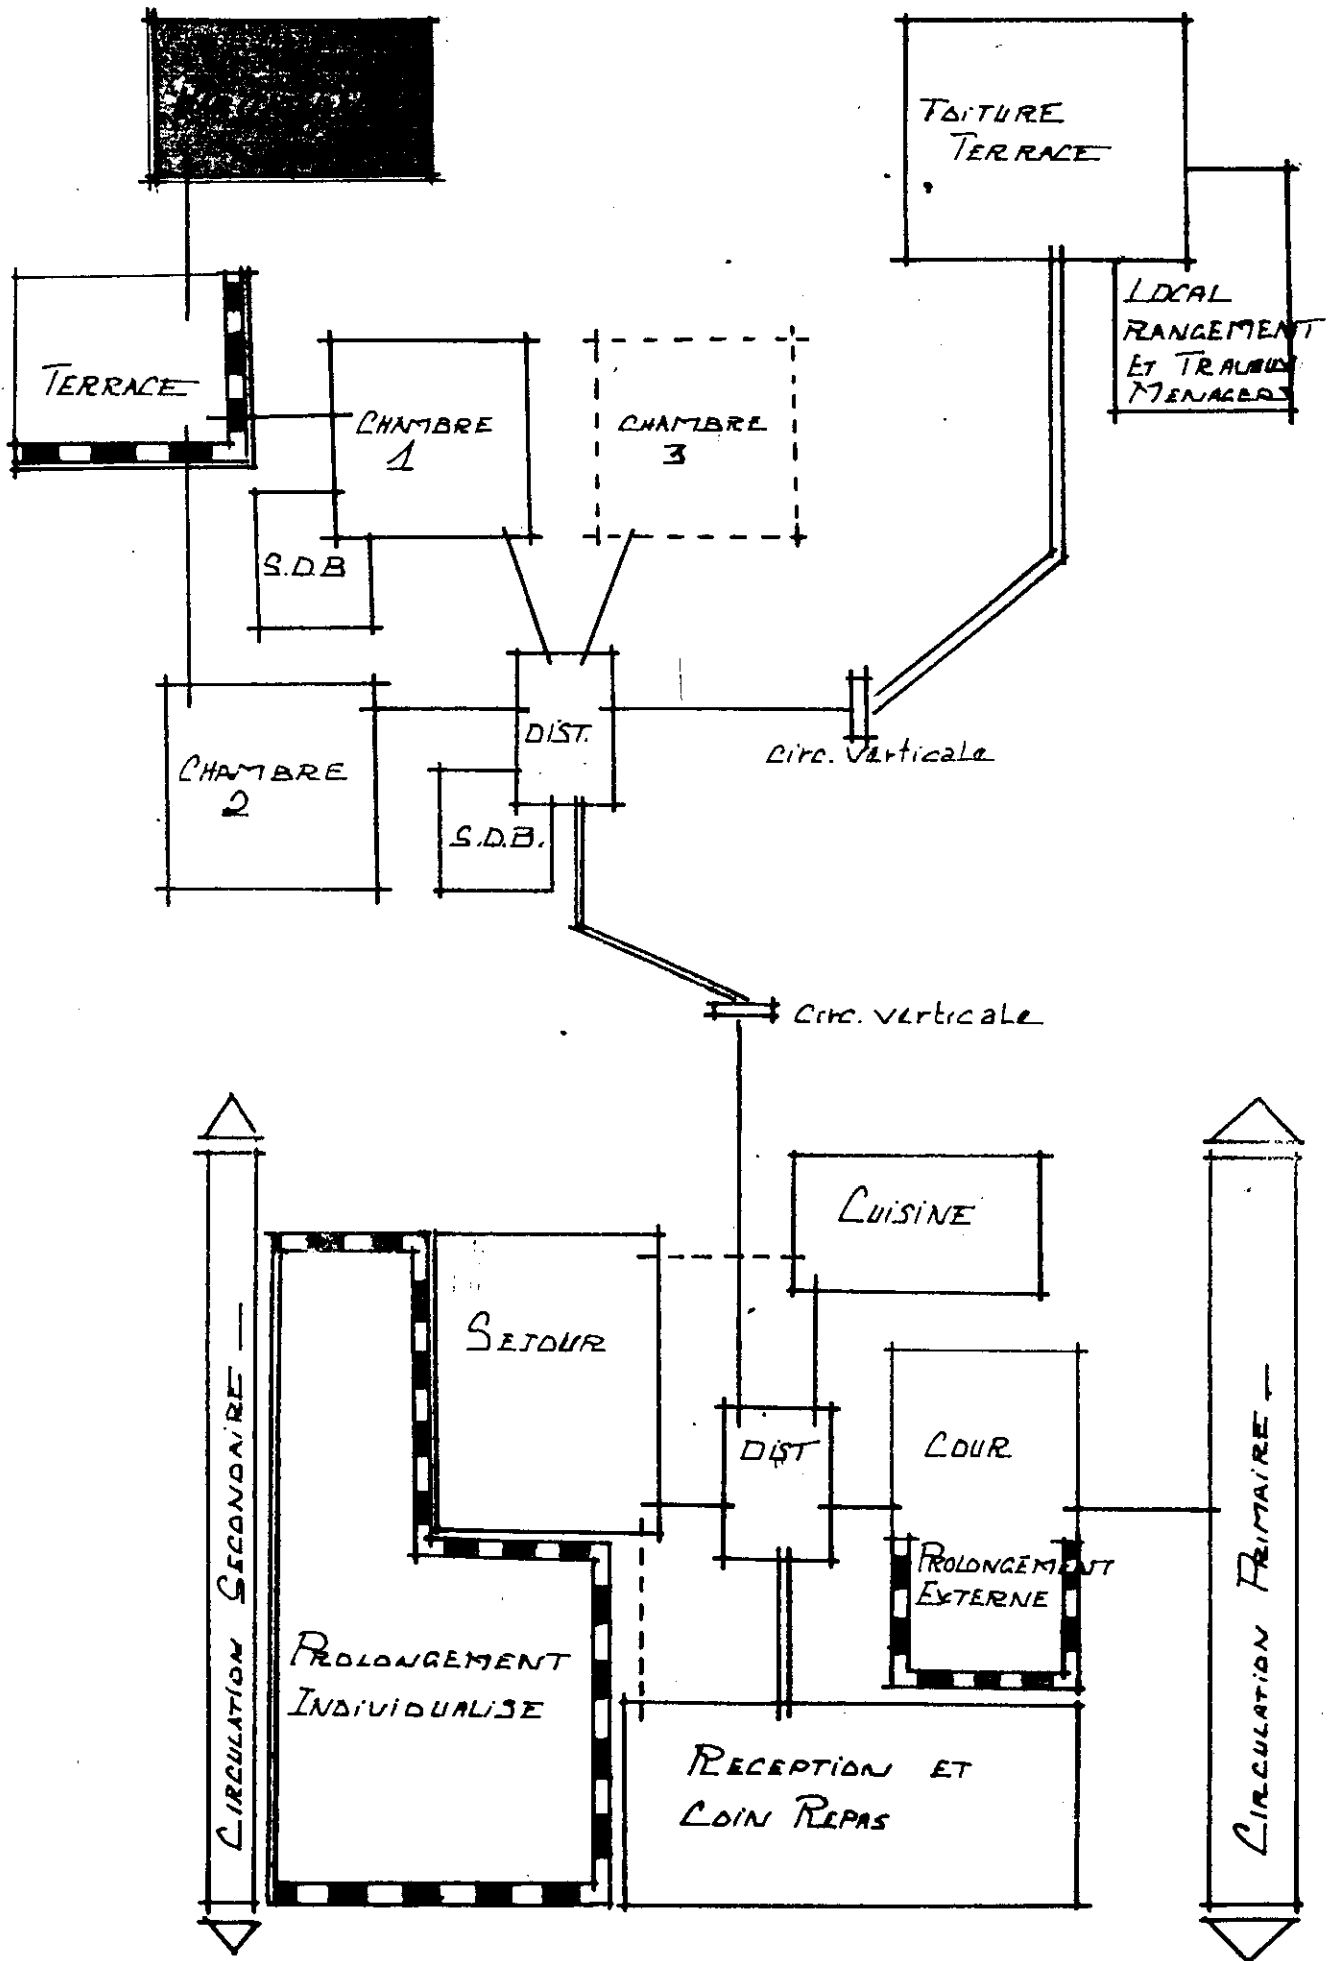 TOITURE
TERRACE
LOCAL
RANGEMENT
ET TRAVAUX
MENAGERS
TERRACE
CHAMBRE
1
CHAMBRE
3
S.D.B
DIST.
CHAMBRE
2
S.D.B.
Circ. Verticale
Circ. verticale
CUISINE
SEJOUR
DIST
COUR
PROLONGEMENT
EXTERNE
PROLONGEMENT
INDIVIDUALISE
RECEPTION ET
COIN REPAS
CIRCULATION SECONDAIRE —
CIRCULATION PRIMAIRE —